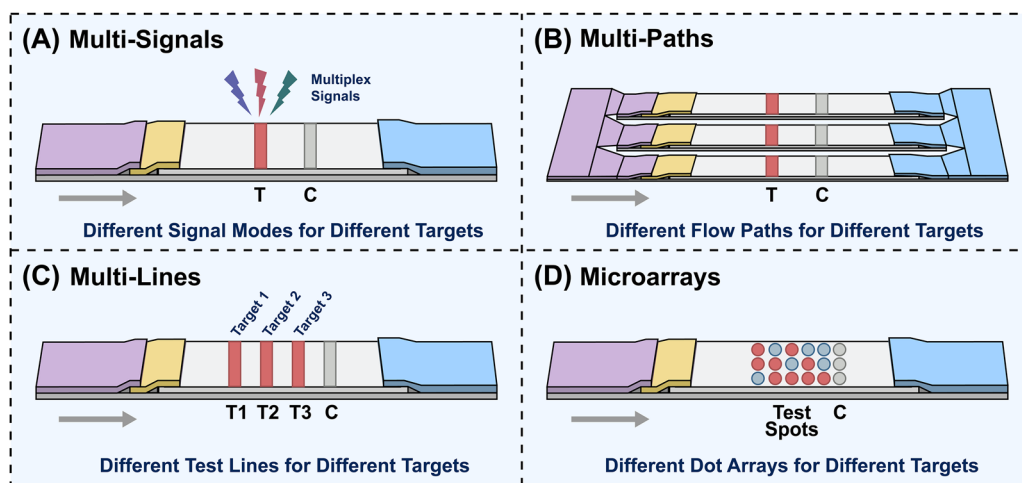 (A) Multi-Signals
Multiplex
Signals
T C
Different Signal Modes for Different Targets
(B) Multi-Paths
T C
Different Flow Paths for Different Targets
(C) Multi-Lines
Target 1
Target 2
Target 3
T1 T2 T3 C
Different Test Lines for Different Targets
(D) Microarrays
Test C
Spots
Different Dot Arrays for Different Targets